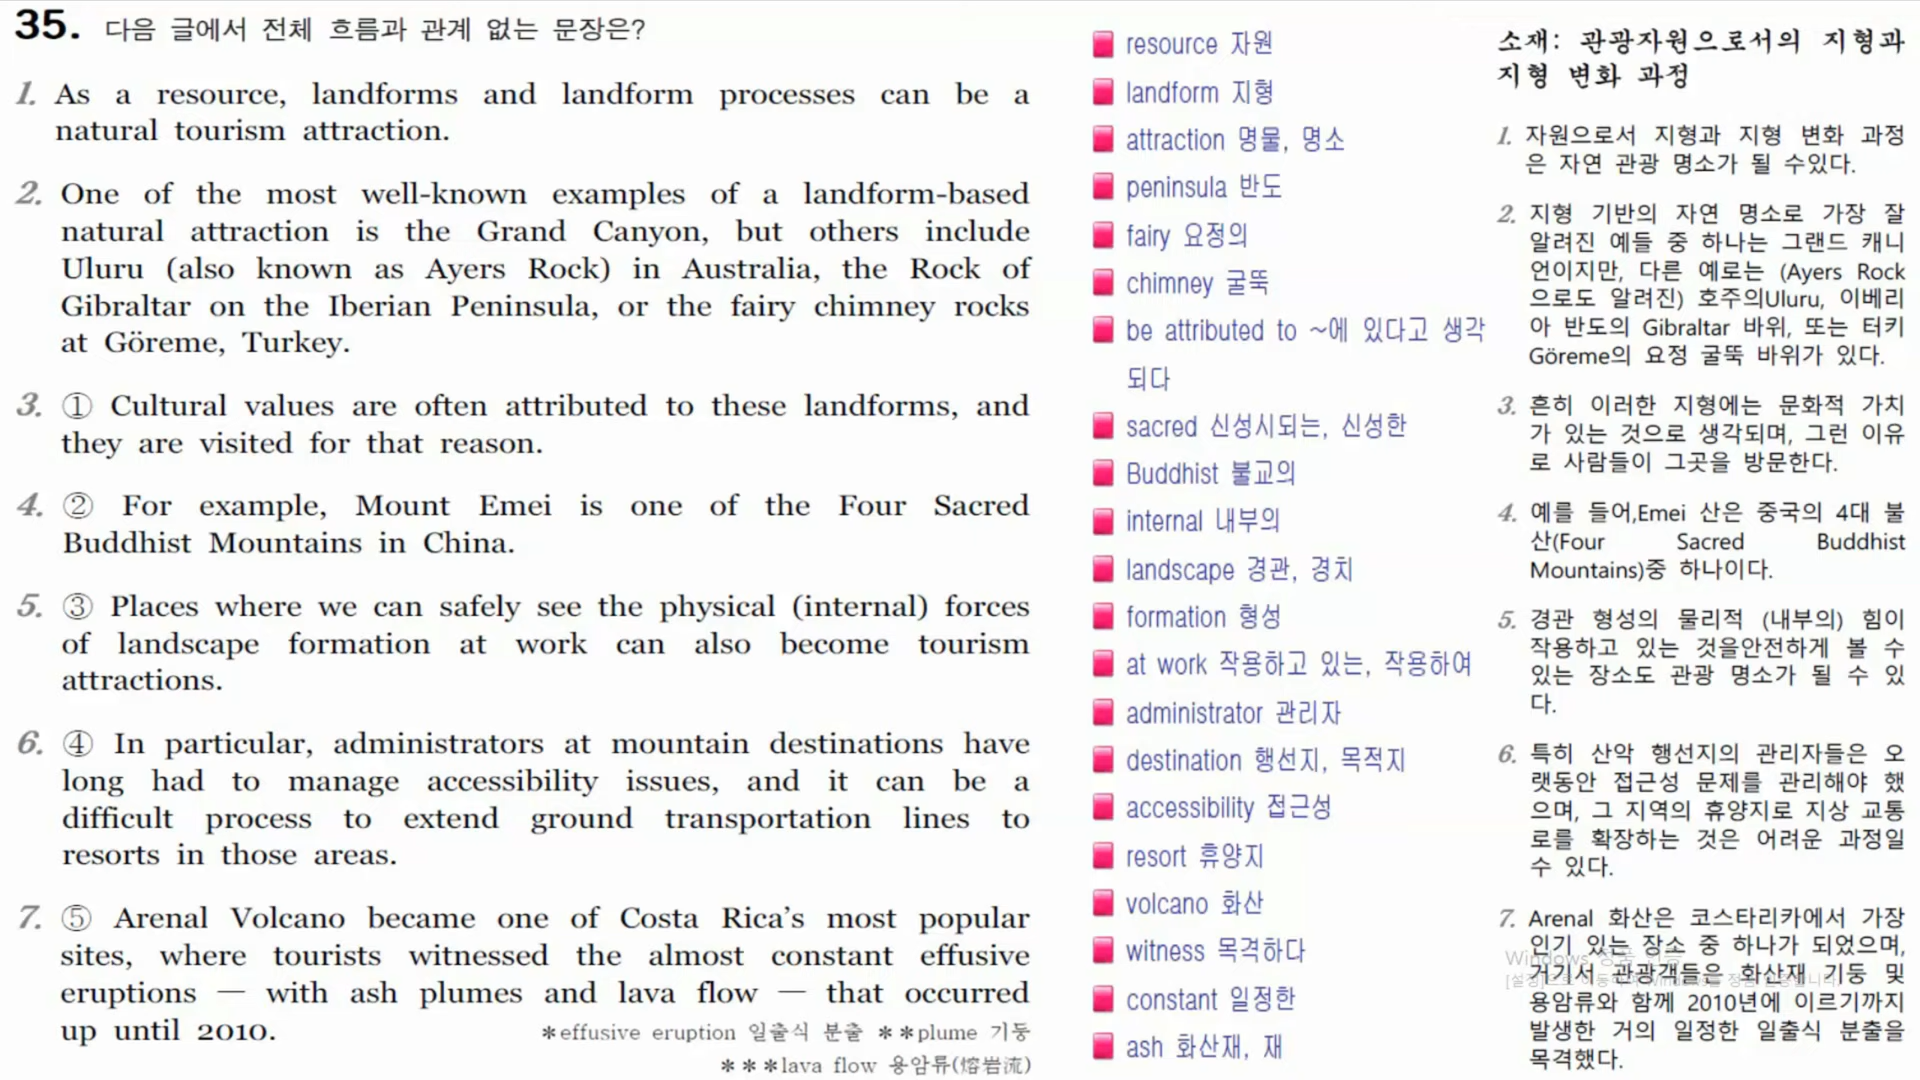 35. 다음 글에서 전체 흐름과 관계 없는 문장은?
1. As a resource, landforms and landform processes can be a
natural tourism attraction.
2. One of the most well-known examples of a landform-based
natural attraction is the Grand Canyon, but others include
Uluru (also known as Ayers Rock) in Australia, the Rock of
Gibraltar on the Iberian Peninsula, or the fairy chimney rocks
at Göreme, Turkey.
3. ① Cultural values are often attributed to these landforms, and
they are visited for that reason.
4. ② For example, Mount Emei is one of the Four Sacred
Buddhist Mountains in China.
5. ③ Places where we can safely see the physical (internal) forces
of landscape formation at work can also become tourism
attractions.
6. ④ In particular, administrators at mountain destinations have
long had to manage accessibility issues, and it can be a
difficult process to extend ground transportation lines to
resorts in those areas.
7. ⑤ Arenal Volcano became one of Costa Rica's most popular
sites, where tourists witnessed the almost constant effusive
eruptions — with ash plumes and lava flow — that occurred
up until 2010.
*effusive eruption 일출식 분출 **plume 기둥
***lava flow 용암류(熔岩流)
resource 자원
landform 지형
attraction 명물, 명소
peninsula 반도
fairy 요정의
chimney 굴뚝
be attributed to ~에 있다고 생각
되다
sacred 신성시되는, 신성한
Buddhist 불교의
internal 내부의
landscape 경관, 경치
formation 형성
at work 작용하고 있는, 작용하여
administrator 관리자
destination 행선지, 목적지
accessibility 접근성
resort 휴양지
volcano 화산
witness 목격하다
constant 일정한
ash 화산재, 재
소재: 관광자원으로서의 지형과
지형 변화 과정
1. 자원으로서 지형과 지형 변화 과정
은 자연 관광 명소가 될 수있다.
2. 지형 기반의 자연 명소로 가장 잘
알려진 예들 중 하나는 그랜드 캐니
언이지만, 다른 예로는 (Ayers Rock
으로도 알려진) 호주의Uluru, 이베리
아 반도의 Gibraltar 바위, 또는 터키
Göreme의 요정 굴뚝 바위가 있다.
3. 흔히 이러한 지형에는 문화적 가치
가 있는 것으로 생각되며, 그런 이유
로 사람들이 그곳을 방문한다.
4. 예를 들어,Emei 산은 중국의 4대 불
산(Four Sacred Buddhist
Mountains)중 하나이다.
5. 경관 형성의 물리적 (내부의) 힘이
작용하고 있는 것을안전하게 볼 수
있는 장소도 관광 명소가 될 수 있
다.
6. 특히 산악 행선지의 관리자들은 오
랫동안 접근성 문제를 관리해야 했
으며, 그 지역의 휴양지로 지상 교통
로를 확장하는 것은 어려운 과정일
수 있다.
7. Arenal 화산은 코스타리카에서 가장
인기 있는 장소 중 하나가 되었으며,
거기서 관광객들은 화산재 기둥 및
용암류와 함께 2010년에 이르기까지
발생한 거의 일정한 일출식 분출을
목격했다.
Windows 정품 인증